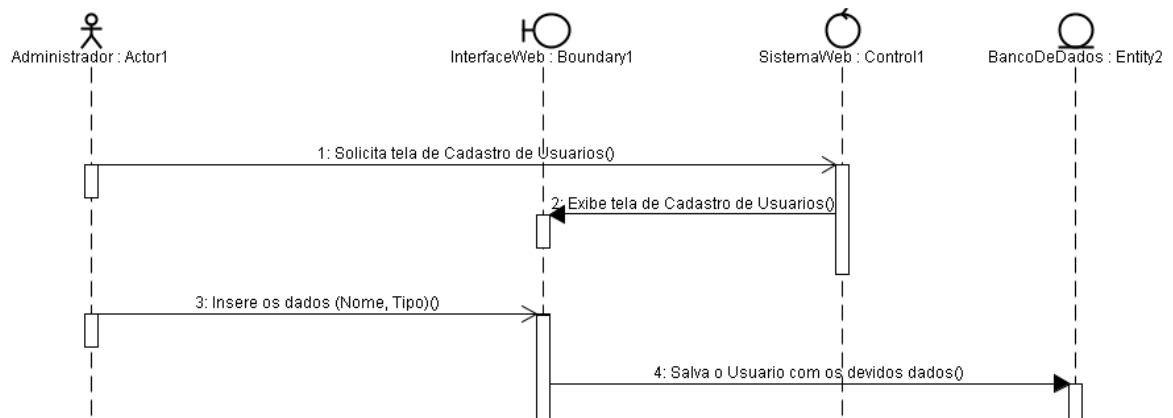 Administrador : Actor1
InterfaceWeb : Boundary1
SistemaWeb : Control1
BancoDeDados : Entity2
1: Solicita tela de Cadastro de Usuarios()
2: Exibe tela de Cadastro de Usuarios()
3: Insere os dados (Nome, Tipo)()
4: Salva o Usuario com os devidos dados()